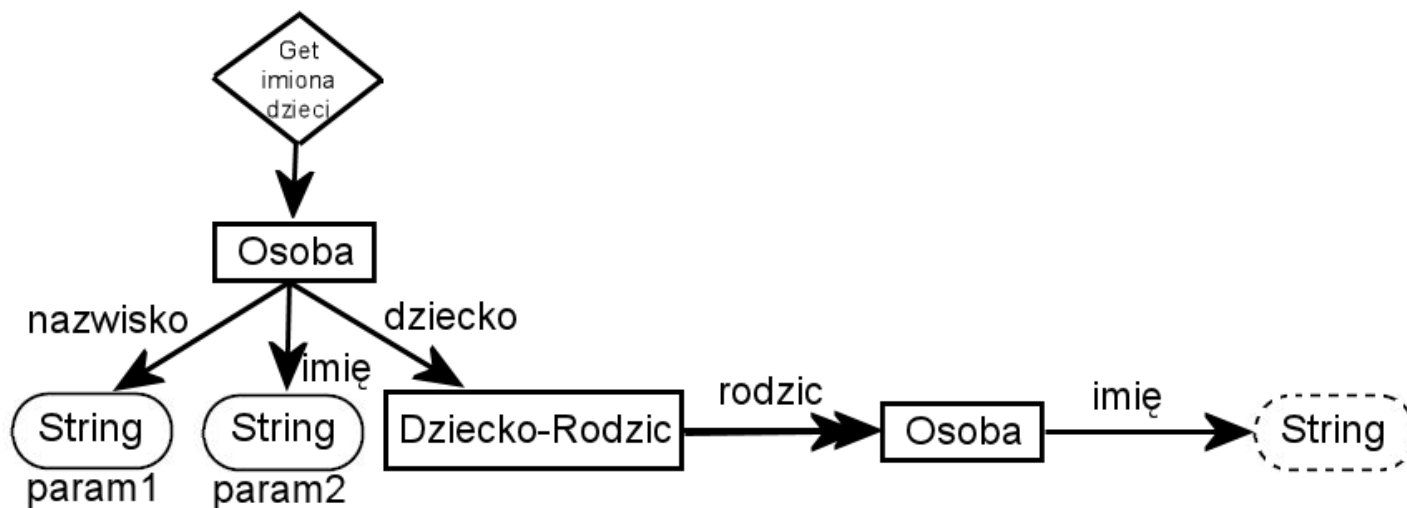 Get
imiona
dzieci
Osoba
nazwisko
imię
dziecko
String
String
Dziecko-Rodzic
rodzic
Osoba
imię
String
param1
param2